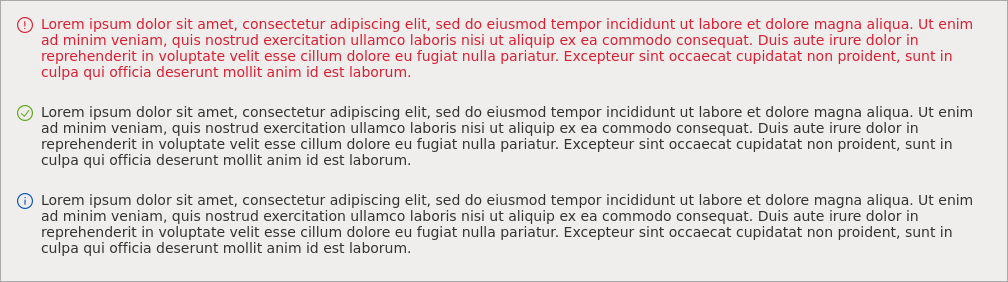 Lorem ipsum dolor sit amet, consectetur adipiscing elit, sed do eiusmod tempor incididunt ut labore et dolore magna aliqua. Ut enim
ad minim veniam, quis nostrud exercitation ullamco laboris nisi ut aliquip ex ea commodo consequat. Duis aute irure dolor in
reprehenderit in voluptate velit esse cillum dolore eu fugiat nulla pariatur. Excepteur sint occaecat cupidatat non proident, sunt in
culpa qui officia deserunt mollit anim id est laborum.
Lorem ipsum dolor sit amet, consectetur adipiscing elit, sed do eiusmod tempor incididunt ut labore et dolore magna aliqua. Ut enim
ad minim veniam, quis nostrud exercitation ullamco laboris nisi ut aliquip ex ea commodo consequat. Duis aute irure dolor in
reprehenderit in voluptate velit esse cillum dolore eu fugiat nulla pariatur. Excepteur sint occaecat cupidatat non proident, sunt in
culpa qui officia deserunt mollit anim id est laborum.
Lorem ipsum dolor sit amet, consectetur adipiscing elit, sed do eiusmod tempor incididunt ut labore et dolore magna aliqua. Ut enim
ad minim veniam, quis nostrud exercitation ullamco laboris nisi ut aliquip ex ea commodo consequat. Duis aute irure dolor in
reprehenderit in voluptate velit esse cillum dolore eu fugiat nulla pariatur. Excepteur sint occaecat cupidatat non proident, sunt in
culpa qui officia deserunt mollit anim id est laborum.